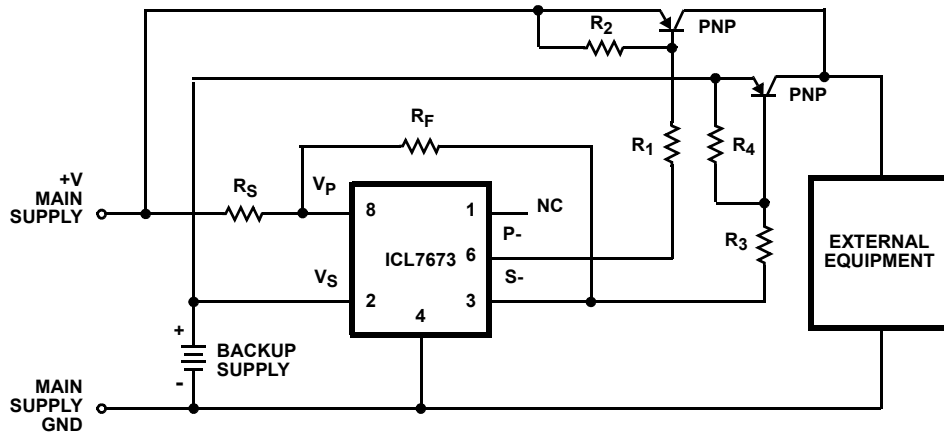 R2
PNP
PNP
RF
R1
R4
+V
MAIN
SUPPLY
RS
VP
8
1
NC
P-
R3
EXTERNAL
EQUIPMENT
ICL7673
6
VS
S-
2
3
4
+
BACKUP
SUPPLY
-
MAIN
SUPPLY
GND